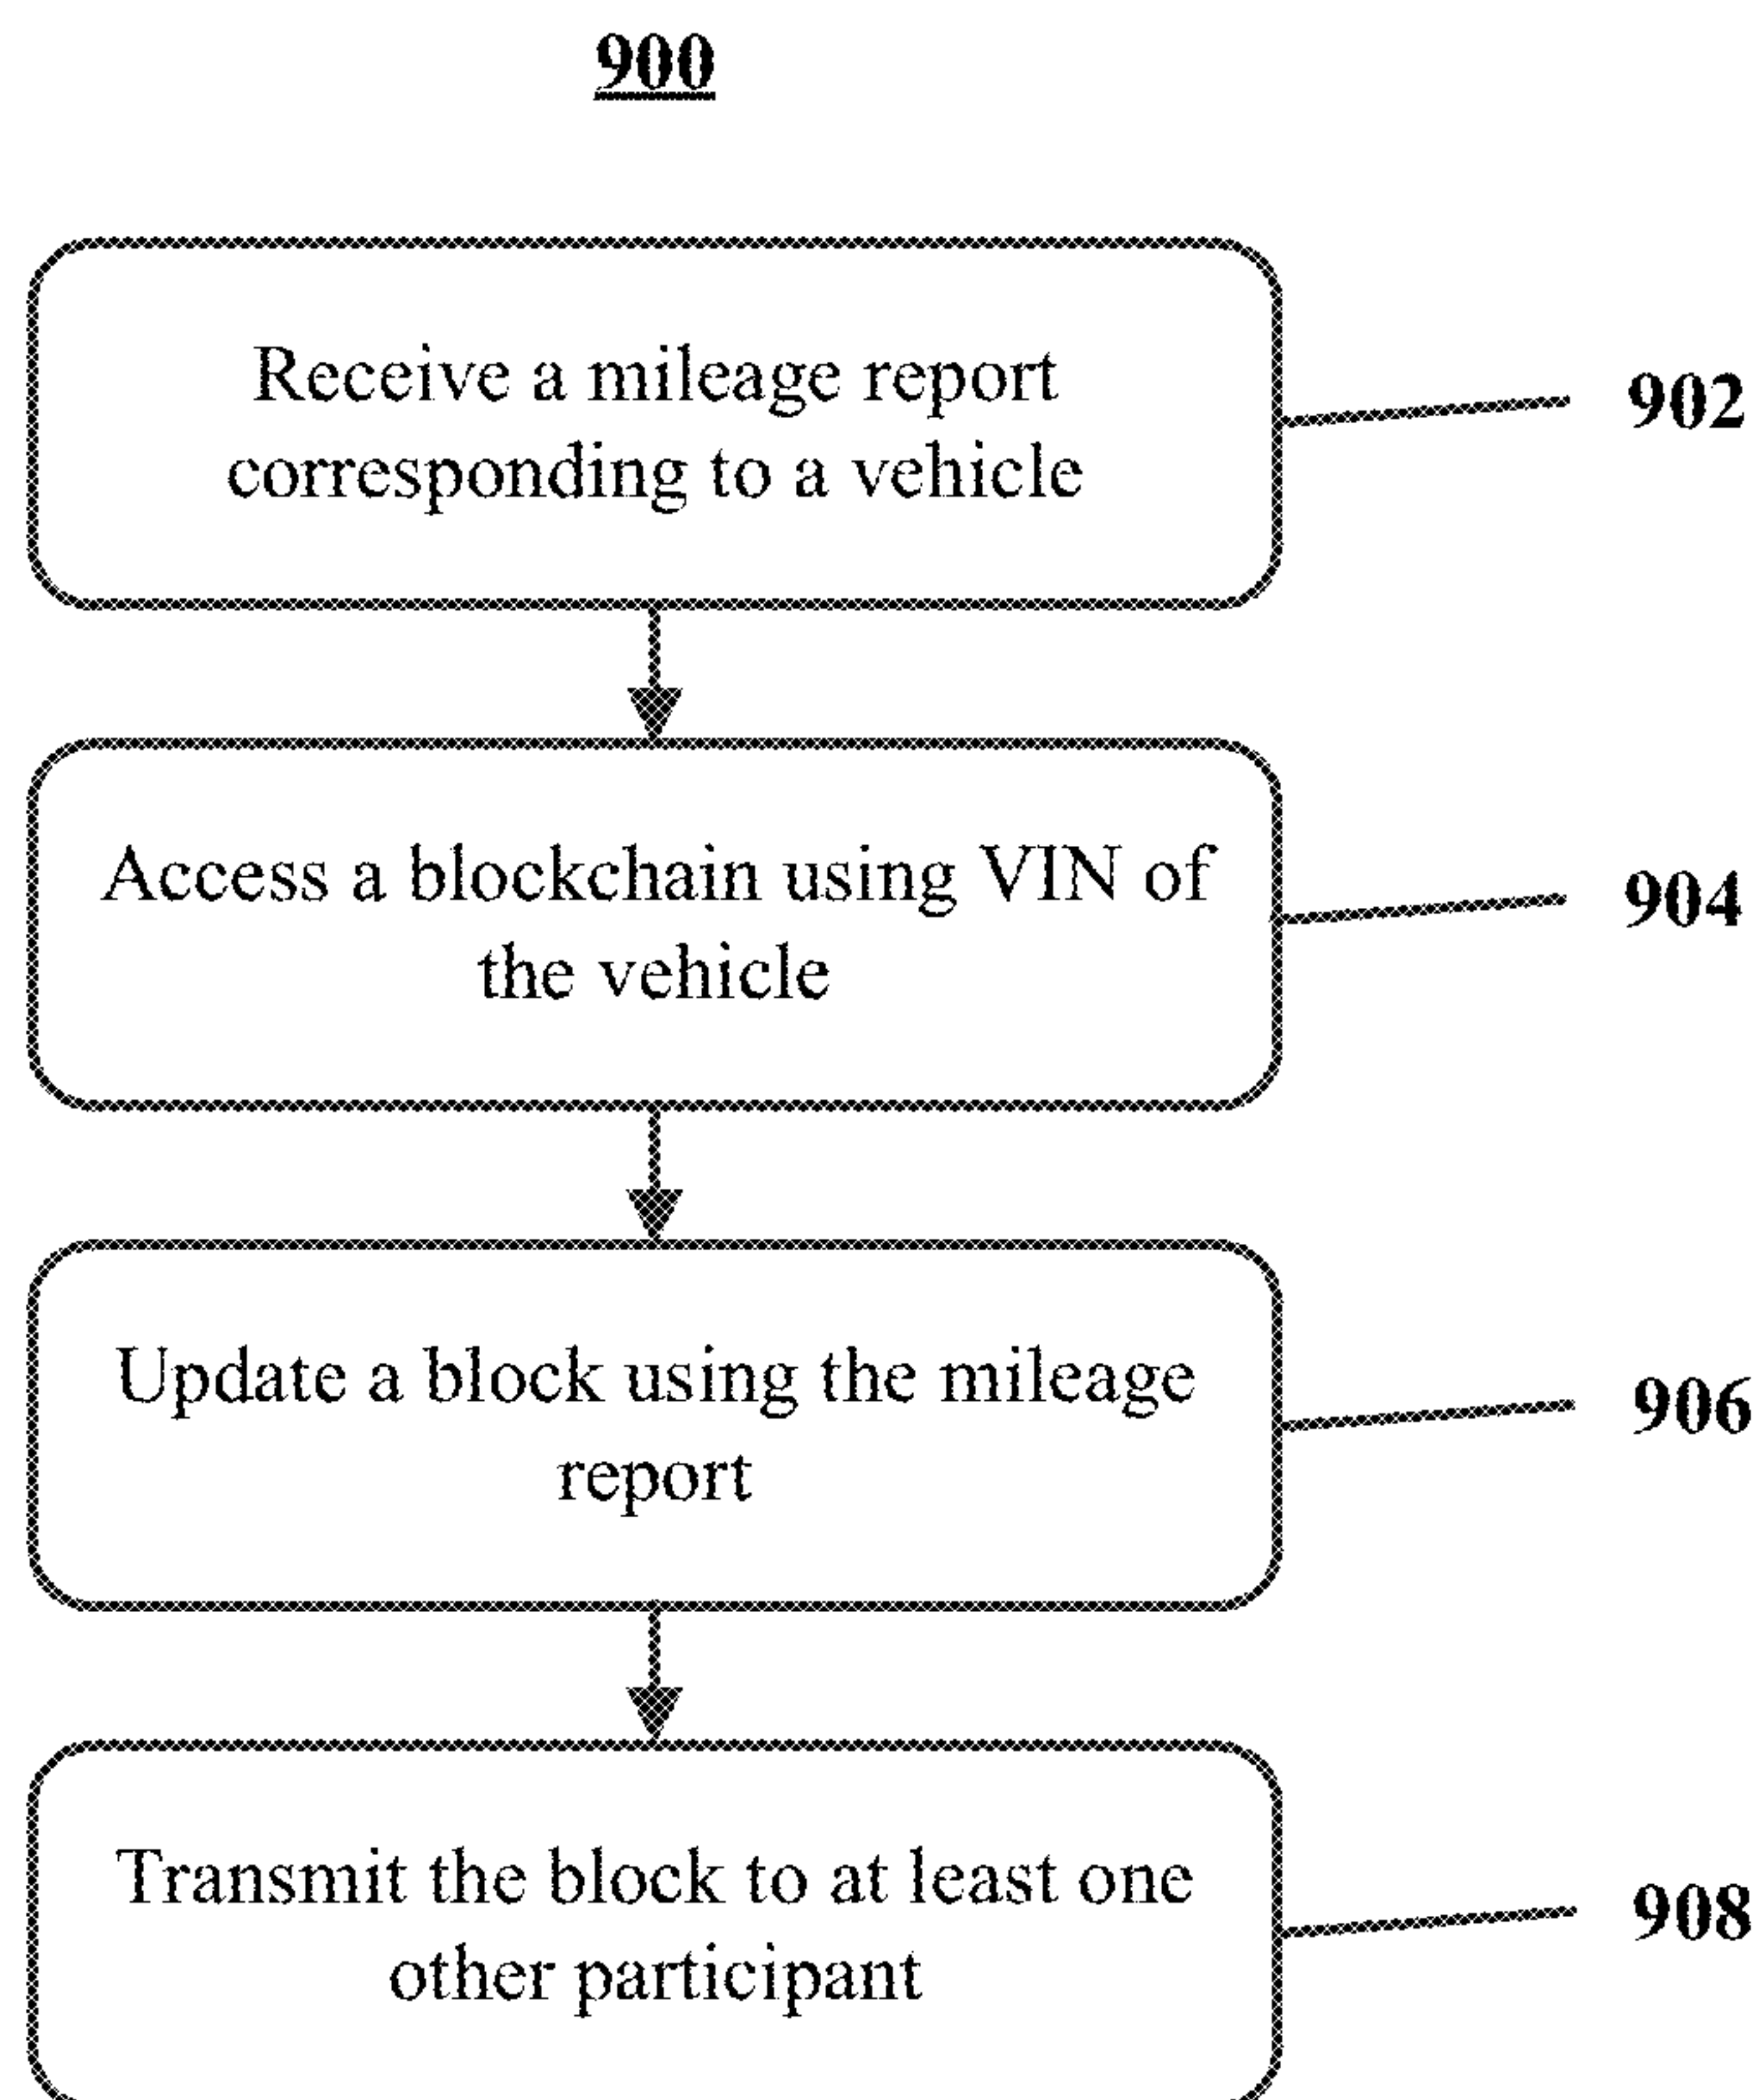 900
Receive a mileage report
corresponding to a vehicle
902
Access a blockchain using VIN of
the vehicle
904
Update a block using the mileage
report
906
Transmit the block to at least one
other participant
908